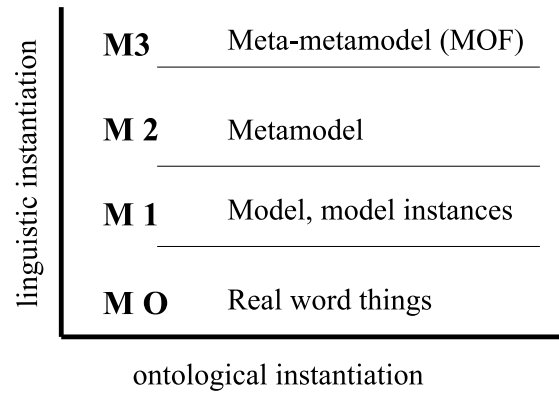 linguistic instantiation
M3 Meta-metamodel (MOF)
M 2 Metamodel
M 1 Model, model instances
M O Real word things
ontological instantiation